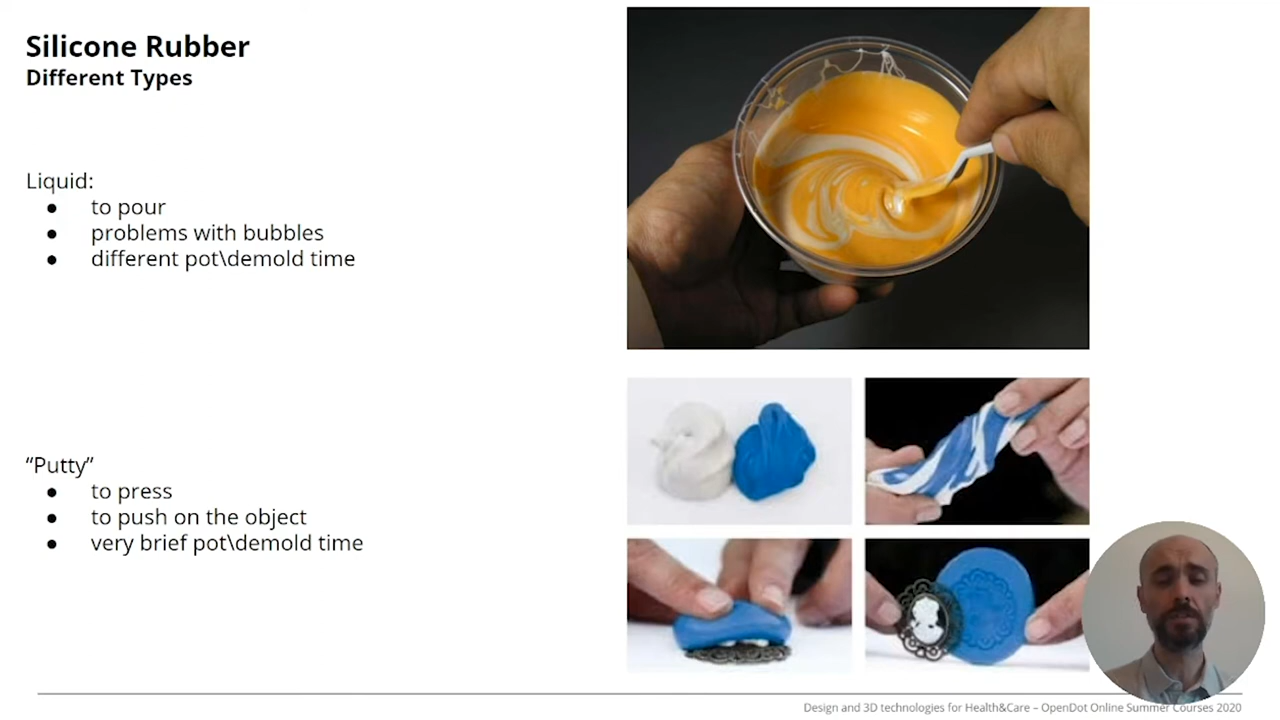 Silicone Rubber
Different Types
Liquid:
● to pour
● problems with bubbles
● different pot\demold time
“Putty”
● to press
● to push on the object
● very brief pot\demold time
Design and 3D technologies for Health&Care – OpenDot Online Summer Courses 2020